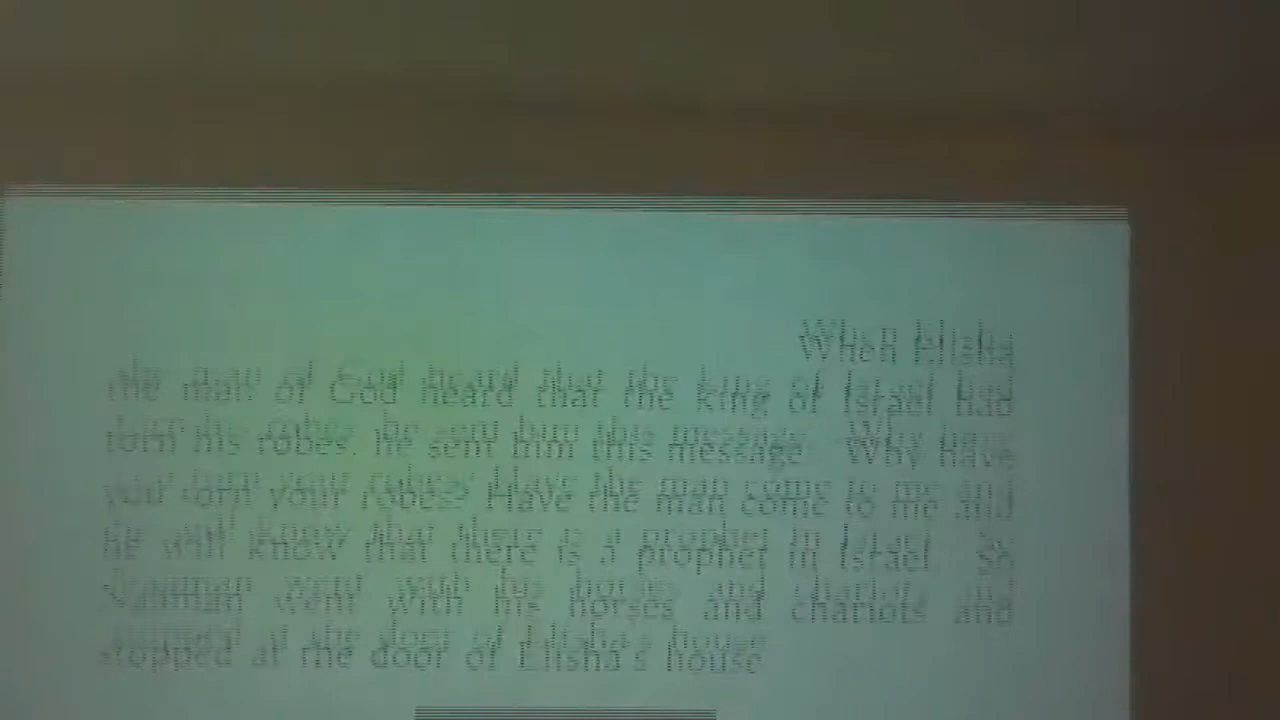 When Elisha
the man of God heard that the king of Israel had
torn his robes, he sent him this message: "Why have
you torn your robes? Have the man come to me and
he will know that there is a prophet in Israel." So
Naaman went with his horses and chariots and
stopped at the door of Elisha's house